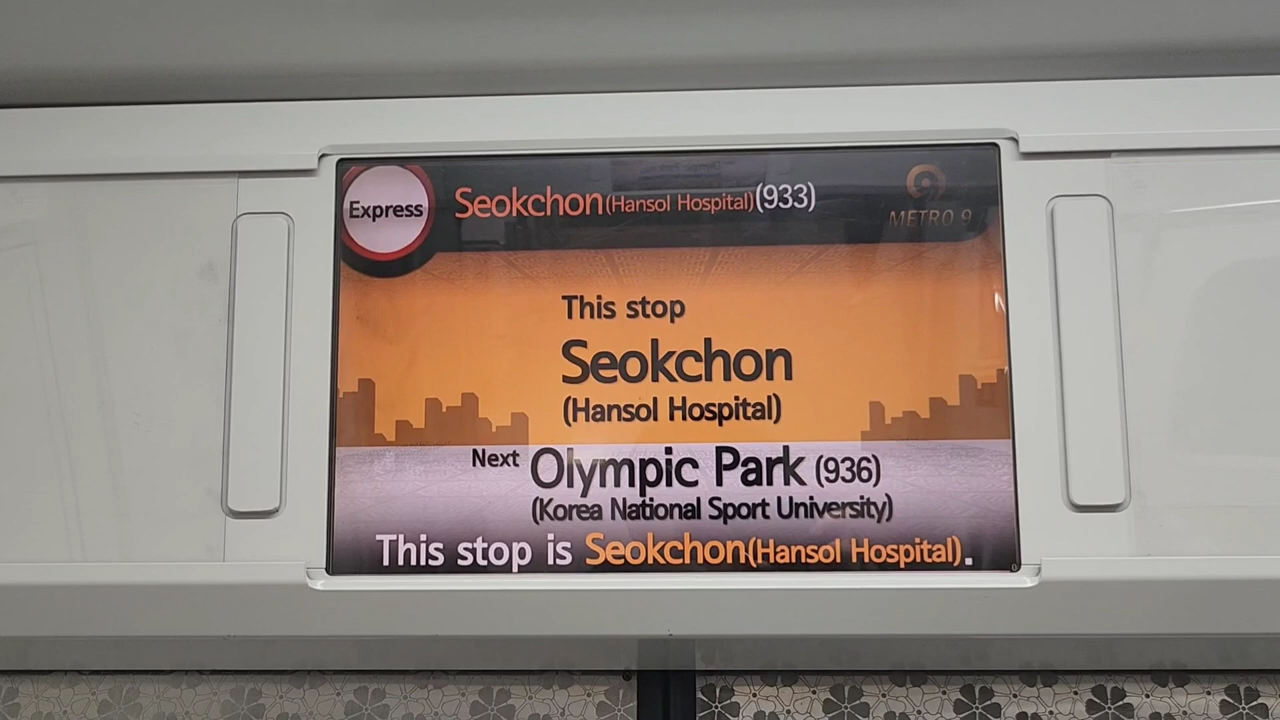 Express
Seokchon(Hansol Hospital)(933)
METRO 9
This stop
Seokchon
(Hansol Hospital)
Next Olympic Park (936)
(Korea National Sport University)
This stop is Seokchon(Hansol Hospital).